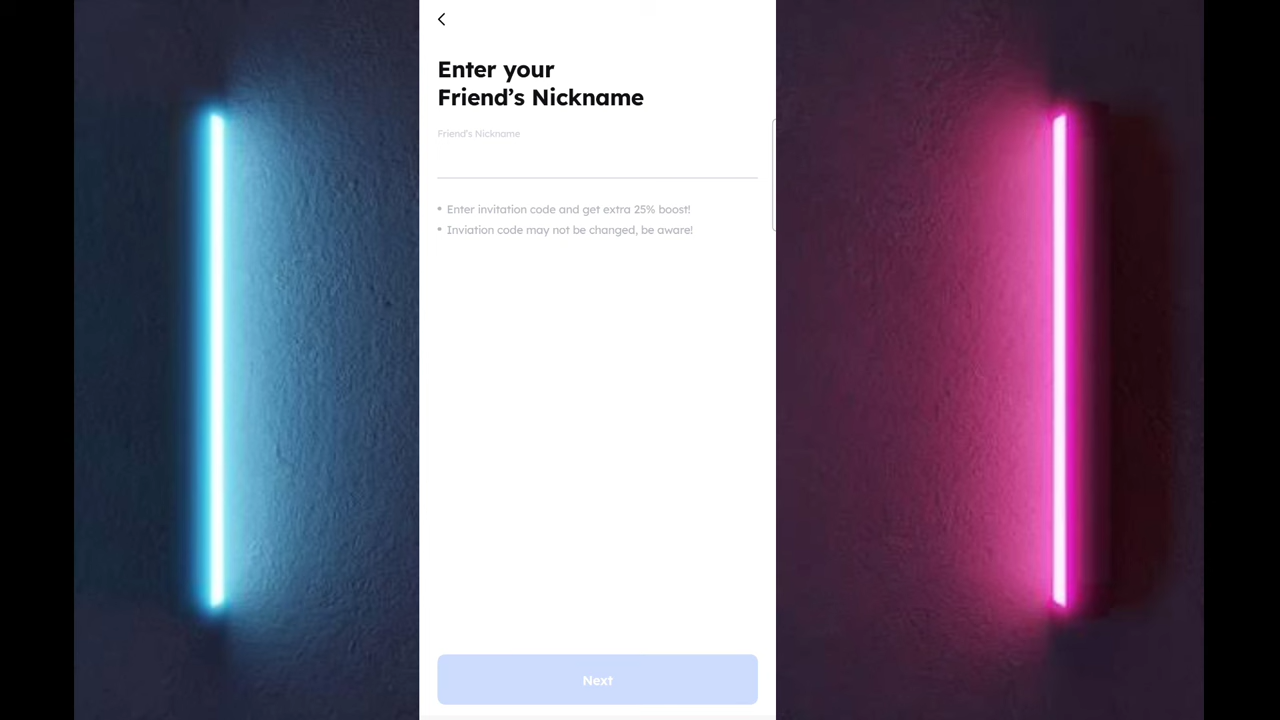 Enter your
Friend’s Nickname
Friend’s Nickname
• Enter invitation code and get extra 25% boost!
• Inviation code may not be changed, be aware!
Next